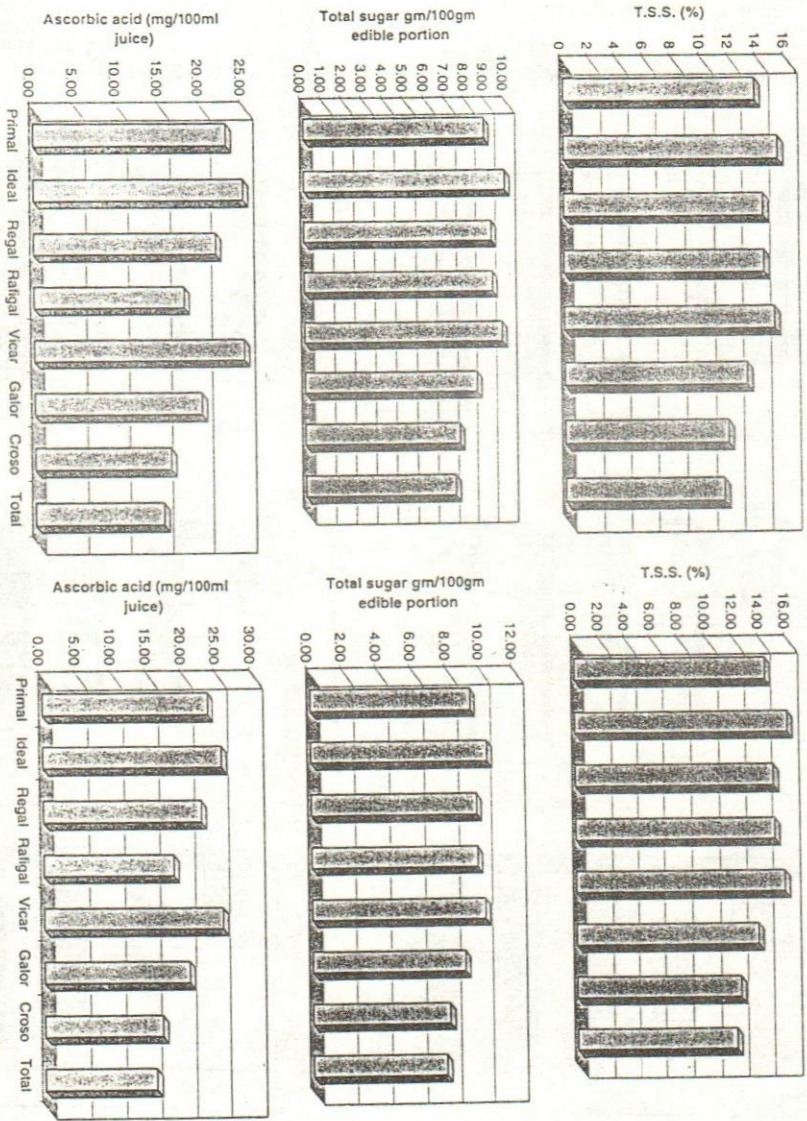 T.S.S. (%)
0 2 4 6 8 10 12 14 16
Total sugar gm/100gm
edible portion
0.00 1.00 2.00 3.00 4.00 5.00 6.00 7.00 8.00 9.00 10.00
Ascorbic acid (mg/100ml
juice)
0.00 5.00 10.00 15.00 20.00 25.00
Primal Ideal Regal Rafigal Vicar Galor Croso Total
T.S.S. (%)
0.00 2.00 4.00 6.00 8.00 10.00 12.00 14.00 16.00
Total sugar gm/100gm
edible portion
0.00 2.00 4.00 6.00 8.00 10.00 12.00
Ascorbic acid (mg/100ml
juice)
0.00 5.00 10.00 15.00 20.00 25.00 30.00
Primal Ideal Regal Rafigal Vicar Galor Croso Total